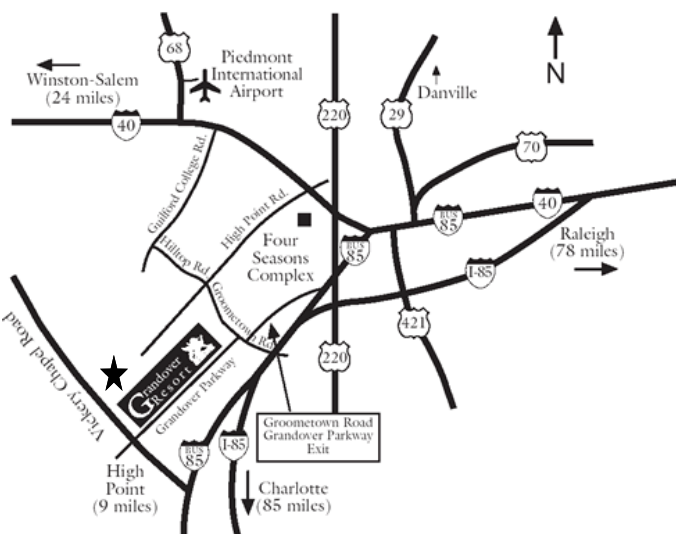 68
Piedmont
International
Airport
Winston-Salem
(24 miles)
N
Danville
40
220
29
70
Guilford College Rd.
High Point Rd.
40
BUS
85
Four
Seasons
Complex
BUS
85
Raleigh
(78 miles)
Hilltop Rd.
I-85
Groometown Rd.
421
Vickery Chapel Road
Grandover
Resort
Grandover Parkway
220
Groometown Road
Grandover Parkway
Exit
BUS
85
I-85
High
Point
(9 miles)
Charlotte
(85 miles)